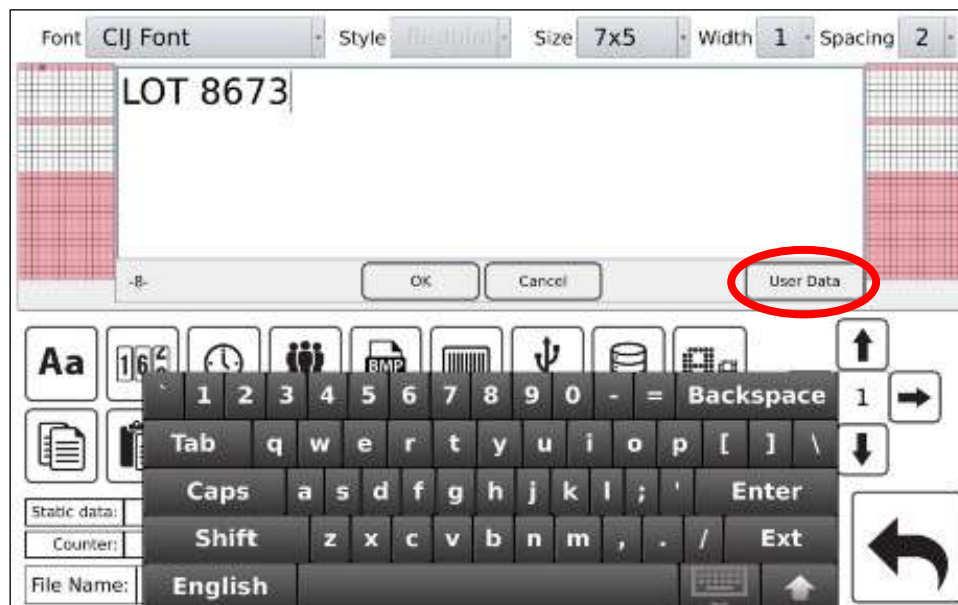 Font CIJ Font Style Size 7x5 Width 1 Spacing 2
LOT 8673
-8-
OK Cancel User Data
Aa 16 BMP
1
` 1 2 3 4 5 6 7 8 9 0 - = Backspace
Tab q w e r t y u i o p [ ] \
Caps a s d f g h j k l ; ' Enter
Shift z x c v b n m , . / Ext
English
Static data:
Counter:
File Name: